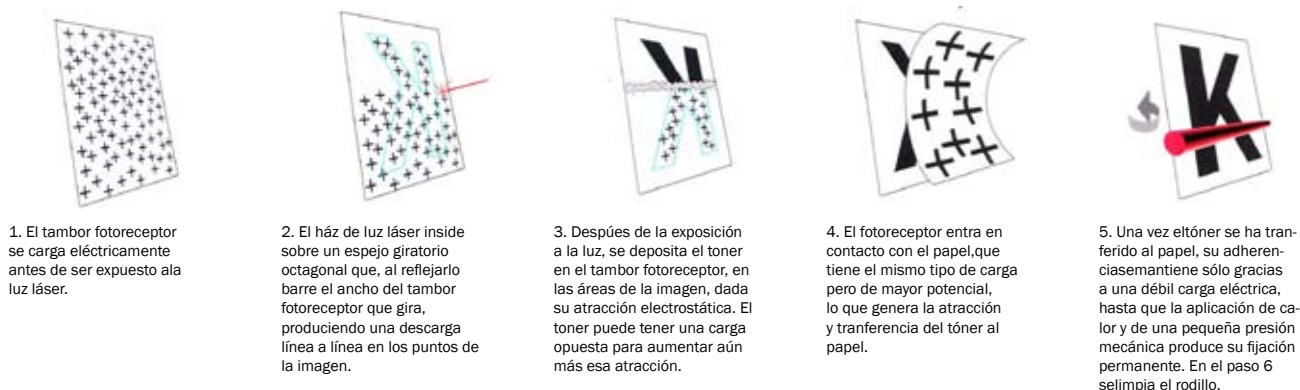 1. El tambor fotoreceptor
se carga eléctricamente
antes de ser expuesto ala
luz láser.
2. El ház de luz láser inside
sobre un espejo giratorio
octagonal que, al reflejarlo
barre el ancho del tambor
fotoreceptor que gira,
produciendo una descarga
línea a línea en los puntos de
la imagen.
3. Despúes de la exposición
a la luz, se deposita el toner
en el tambor fotoreceptor, en
las áreas de la imagen, dada
su atracción electrostática. El
toner puede tener una carga
opuesta para aumentar aún
más esa atracción.
4. El fotoreceptor entra en
contacto con el papel,que
tiene el mismo tipo de carga
pero de mayor potencial,
lo que genera la atracción
y tranferencia del tóner al
papel.
K
5. Una vez eltóner se ha tran-
ferido al papel, su adheren-
ciasemantiene sólo gracias
a una débil carga eléctrica,
hasta que la aplicación de ca-
lor y de una pequeña presión
mecánica produce su fijación
permanente. En el paso 6
selimpia el rodillo.